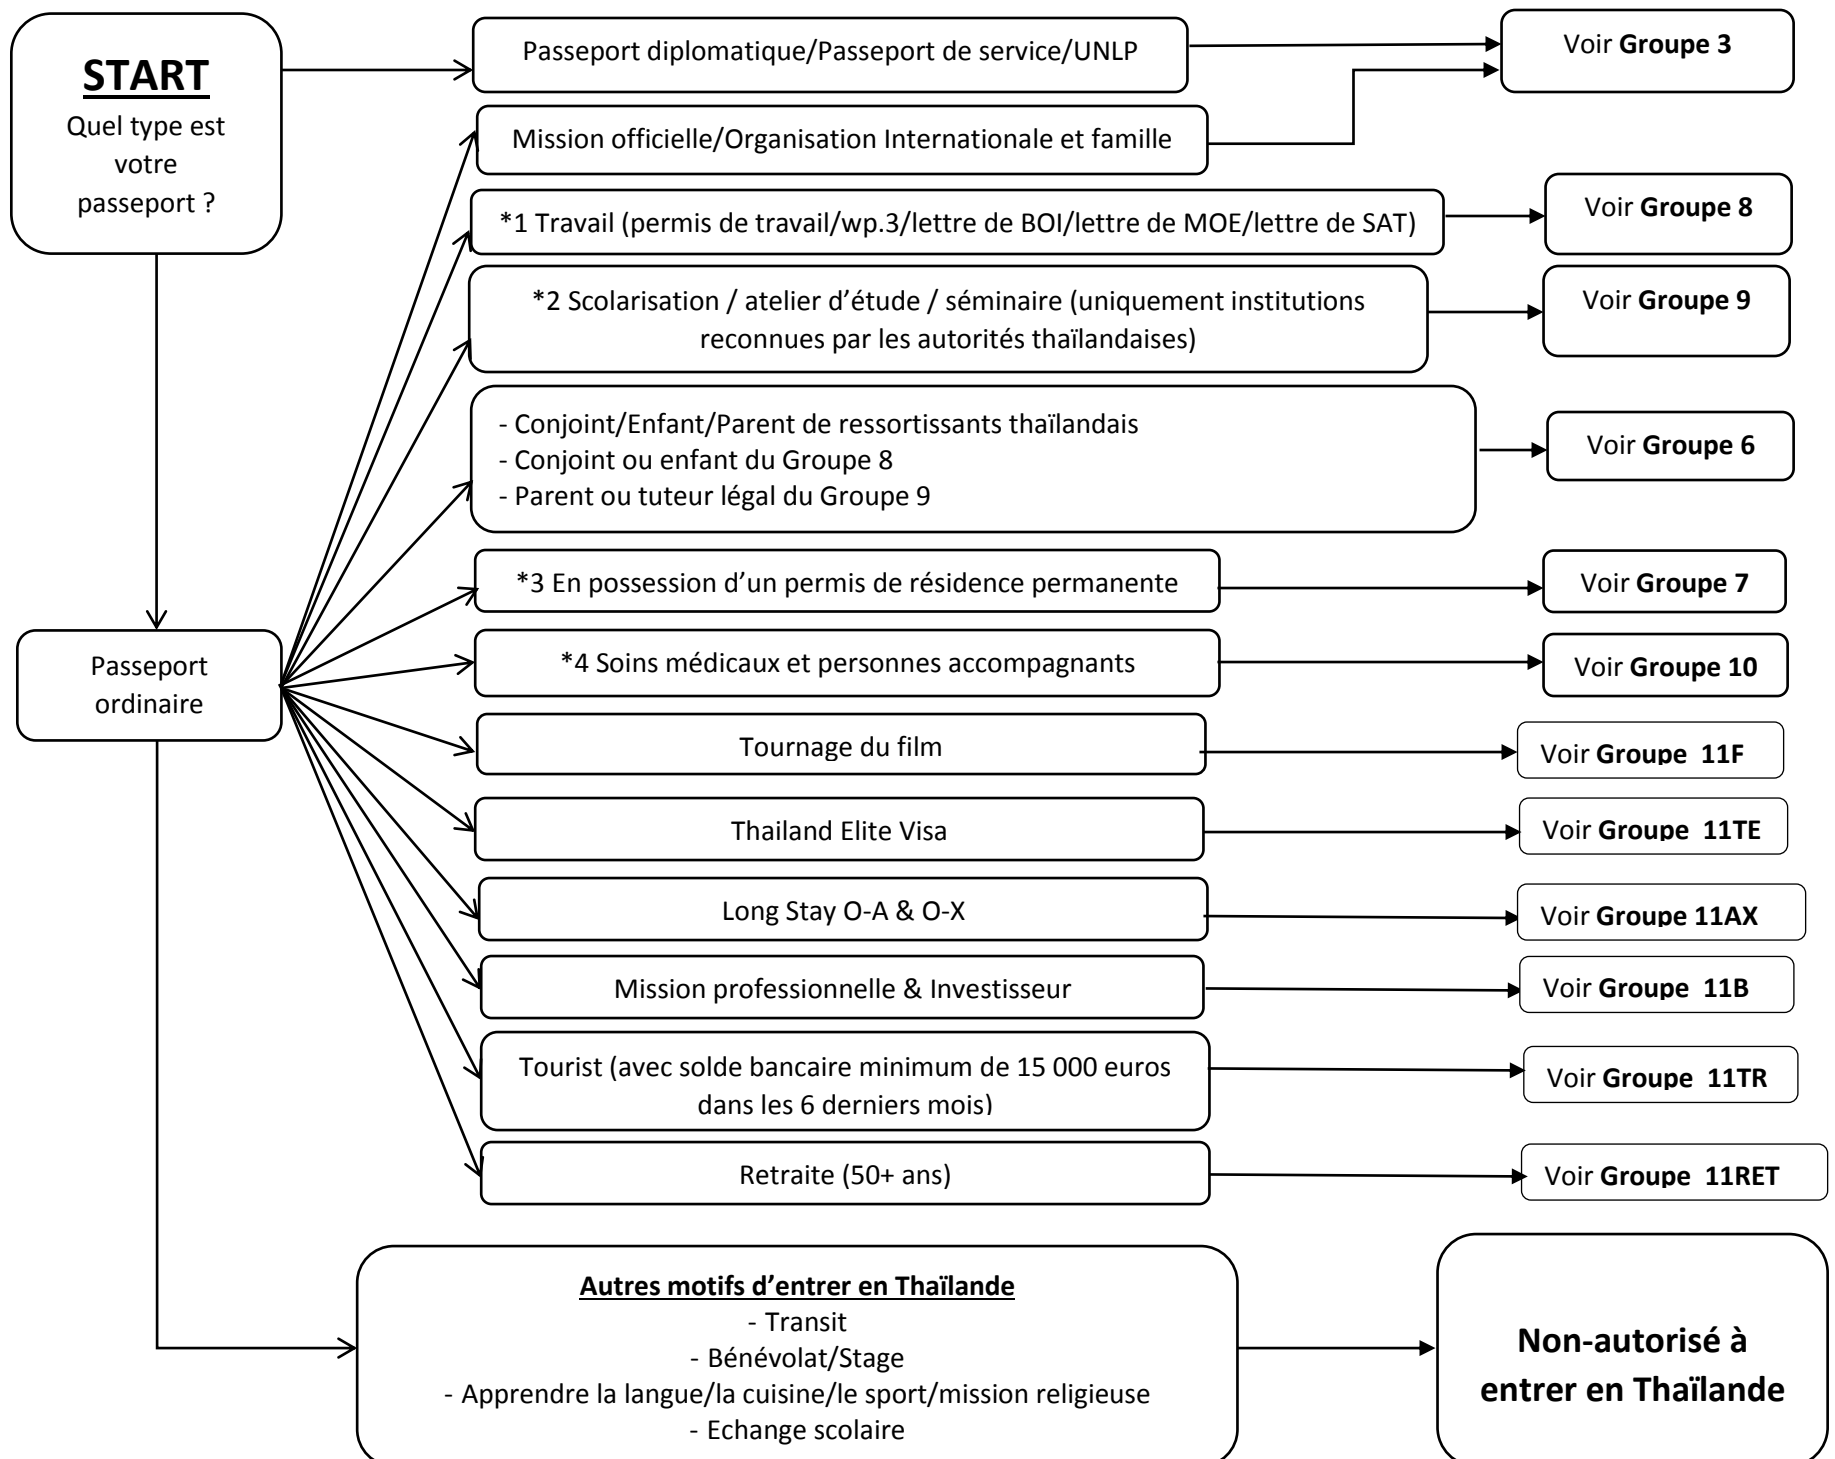 START
Quel type est
votre
passeport ?
Passeport diplomatique/Passeport de service/UNLP
Voir Groupe 3
Mission officielle/Organisation Internationale et famille
*1 Travail (permis de travail/wp.3/lettre de BOI/lettre de MOE/lettre de SAT)
Voir Groupe 8
*2 Scolarisation / atelier d’étude / séminaire (uniquement institutions
reconnues par les autorités thaïlandaises)
Voir Groupe 9
- Conjoint/Enfant/Parent de ressortissants thaïlandais
- Conjoint ou enfant du Groupe 8
- Parent ou tuteur légal du Groupe 9
Voir Groupe 6
*3 En possession d’un permis de résidence permanente
Voir Groupe 7
Passeport
ordinaire
*4 Soins médicaux et personnes accompagnants
Voir Groupe 10
Tournage du film
Voir Groupe 11F
Thailand Elite Visa
Voir Groupe 11TE
Long Stay O-A & O-X
Voir Groupe 11AX
Mission professionnelle & Investisseur
Voir Groupe 11B
Tourist (avec solde bancaire minimum de 15 000 euros
dans les 6 derniers mois)
Voir Groupe 11TR
Retraite (50+ ans)
Voir Groupe 11RET
Autres motifs d’entrer en Thaïlande
- Transit
- Bénévolat/Stage
- Apprendre la langue/la cuisine/le sport/mission religieuse
- Echange scolaire
Non-autorisé à
entrer en Thaïlande